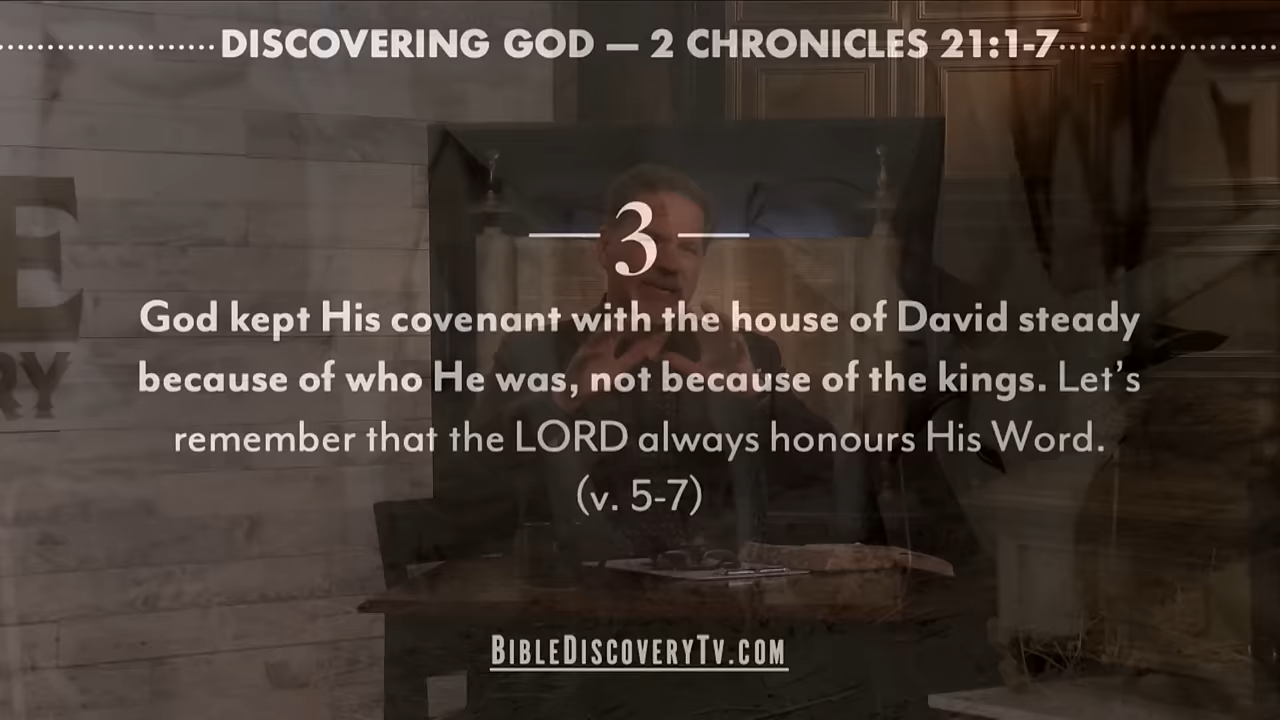 DISCOVERING GOD — 2 CHRONICLES 21:1-7
E
RY
3
God kept His covenant with the house of David steady
because of who He was, not because of the kings. Let’s
remember that the LORD always honours His Word.
(v. 5-7)
BIBLEDISCOVERYTV.COM